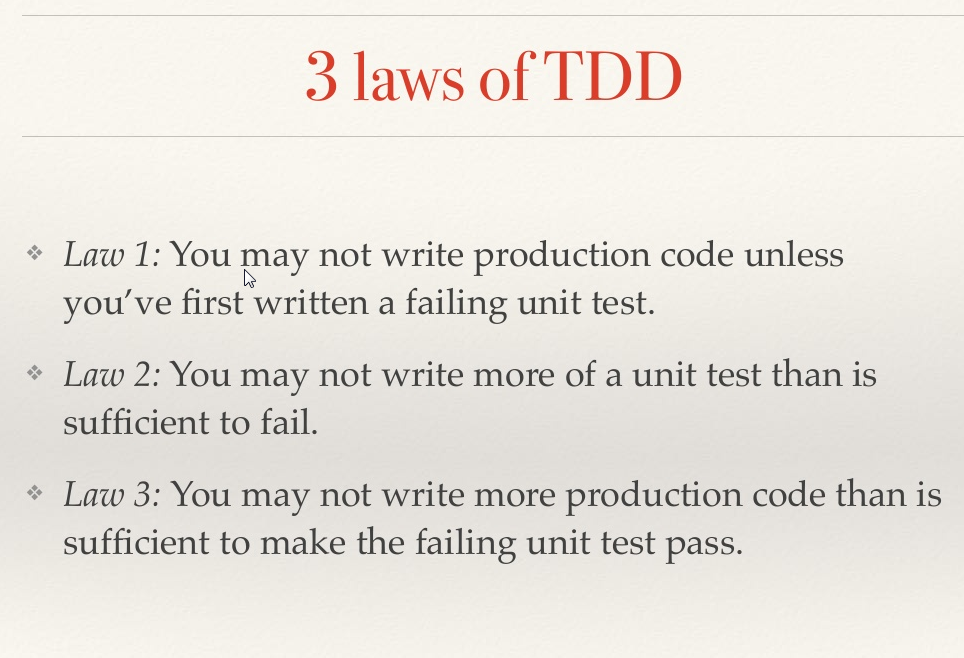 3 laws of TDD
Law 1: You may not write production code unless
you’ve first written a failing unit test.
Law 2: You may not write more of a unit test than is
sufficient to fail.
Law 3: You may not write more production code than is
sufficient to make the failing unit test pass.